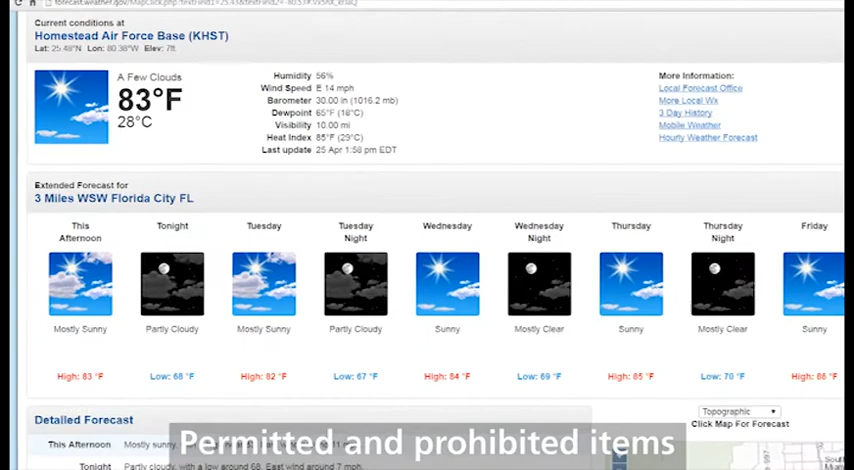 Current conditions at
Homestead Air Force Base (KHST)
Lat: 25.48°N Lon: 80.38°W Elev: 7ft.
A Few Clouds
83°F
28°C
Humidity 56%
Wind Speed E 14 mph
Barometer 30.00 in (1016.2 mb)
Dewpoint 65°F (18°C)
Visibility 10.00 mi
Heat Index 85°F (29°C)
Last update 25 Apr 1:58 pm EDT
More Information:
Local Forecast Office
More Local Wx
3 Day History
Mobile Weather
Hourly Weather Forecast
Extended Forecast for
3 Miles WSW Florida City FL
This Afternoon
Tonight
Tuesday
Tuesday Night
Wednesday
Wednesday Night
Thursday
Thursday Night
Friday
Mostly Sunny
Partly Cloudy
Mostly Sunny
Partly Cloudy
Sunny
Mostly Clear
Sunny
Mostly Clear
Sunny
High: 83 °F
Low: 68 °F
High: 82 °F
Low: 67 °F
High: 84 °F
Low: 69 °F
High: 85 °F
Low: 70 °F
High: 86 °F
Detailed Forecast
Topographic
Click Map For Forecast
This Afternoon Mostly sunny,
Permitted and prohibited items
Tonight Partly cloudy, with a low around 68. East wind around 7 mph.